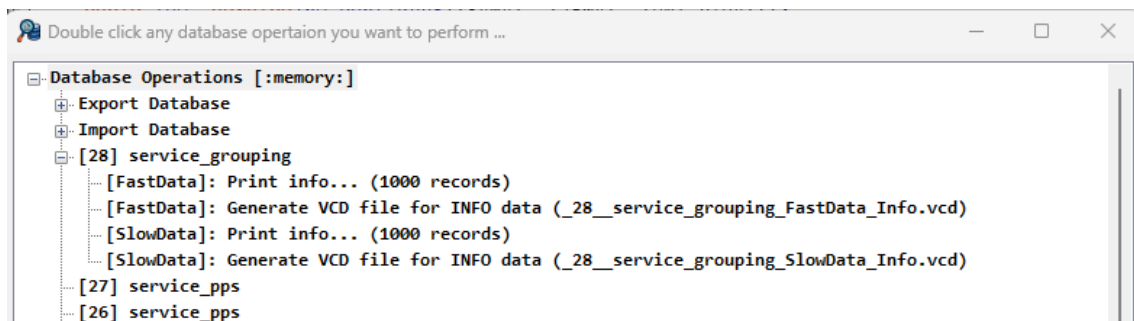 Double click any database opertaion you want to perform ...
Database Operations [:memory:]
Export Database
Import Database
[28] service_grouping
[FastData]: Print info... (1000 records)
[FastData]: Generate VCD file for INFO data (_28__service_grouping_FastData_Info.vcd)
[SlowData]: Print info... (1000 records)
[SlowData]: Generate VCD file for INFO data (_28__service_grouping_SlowData_Info.vcd)
[27] service_pps
[26] service_pps